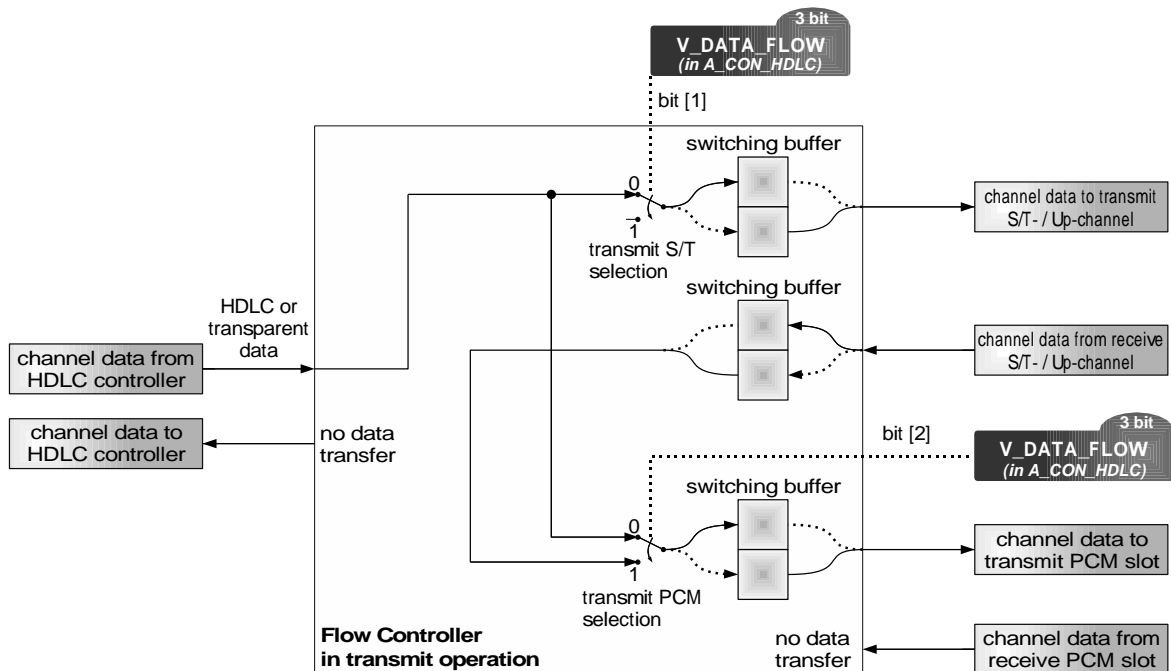 3 bit
V_DATA_FLOW
(in A_CON_HDLC)
bit [1]
switching buffer
0
1
transmit S/T
selection
channel data to transmit
S/T- / Up-channel
switching buffer
HDLC or
transparent
data
channel data from
HDLC controller
channel data from receive
S/T- / Up-channel
channel data to
HDLC controller
no data
transfer
bit [2]
3 bit
V_DATA_FLOW
(in A_CON_HDLC)
switching buffer
0
1
transmit PCM
selection
channel data to
transmit PCM slot
Flow Controller
in transmit operation
no data
transfer
channel data from
receive PCM slot